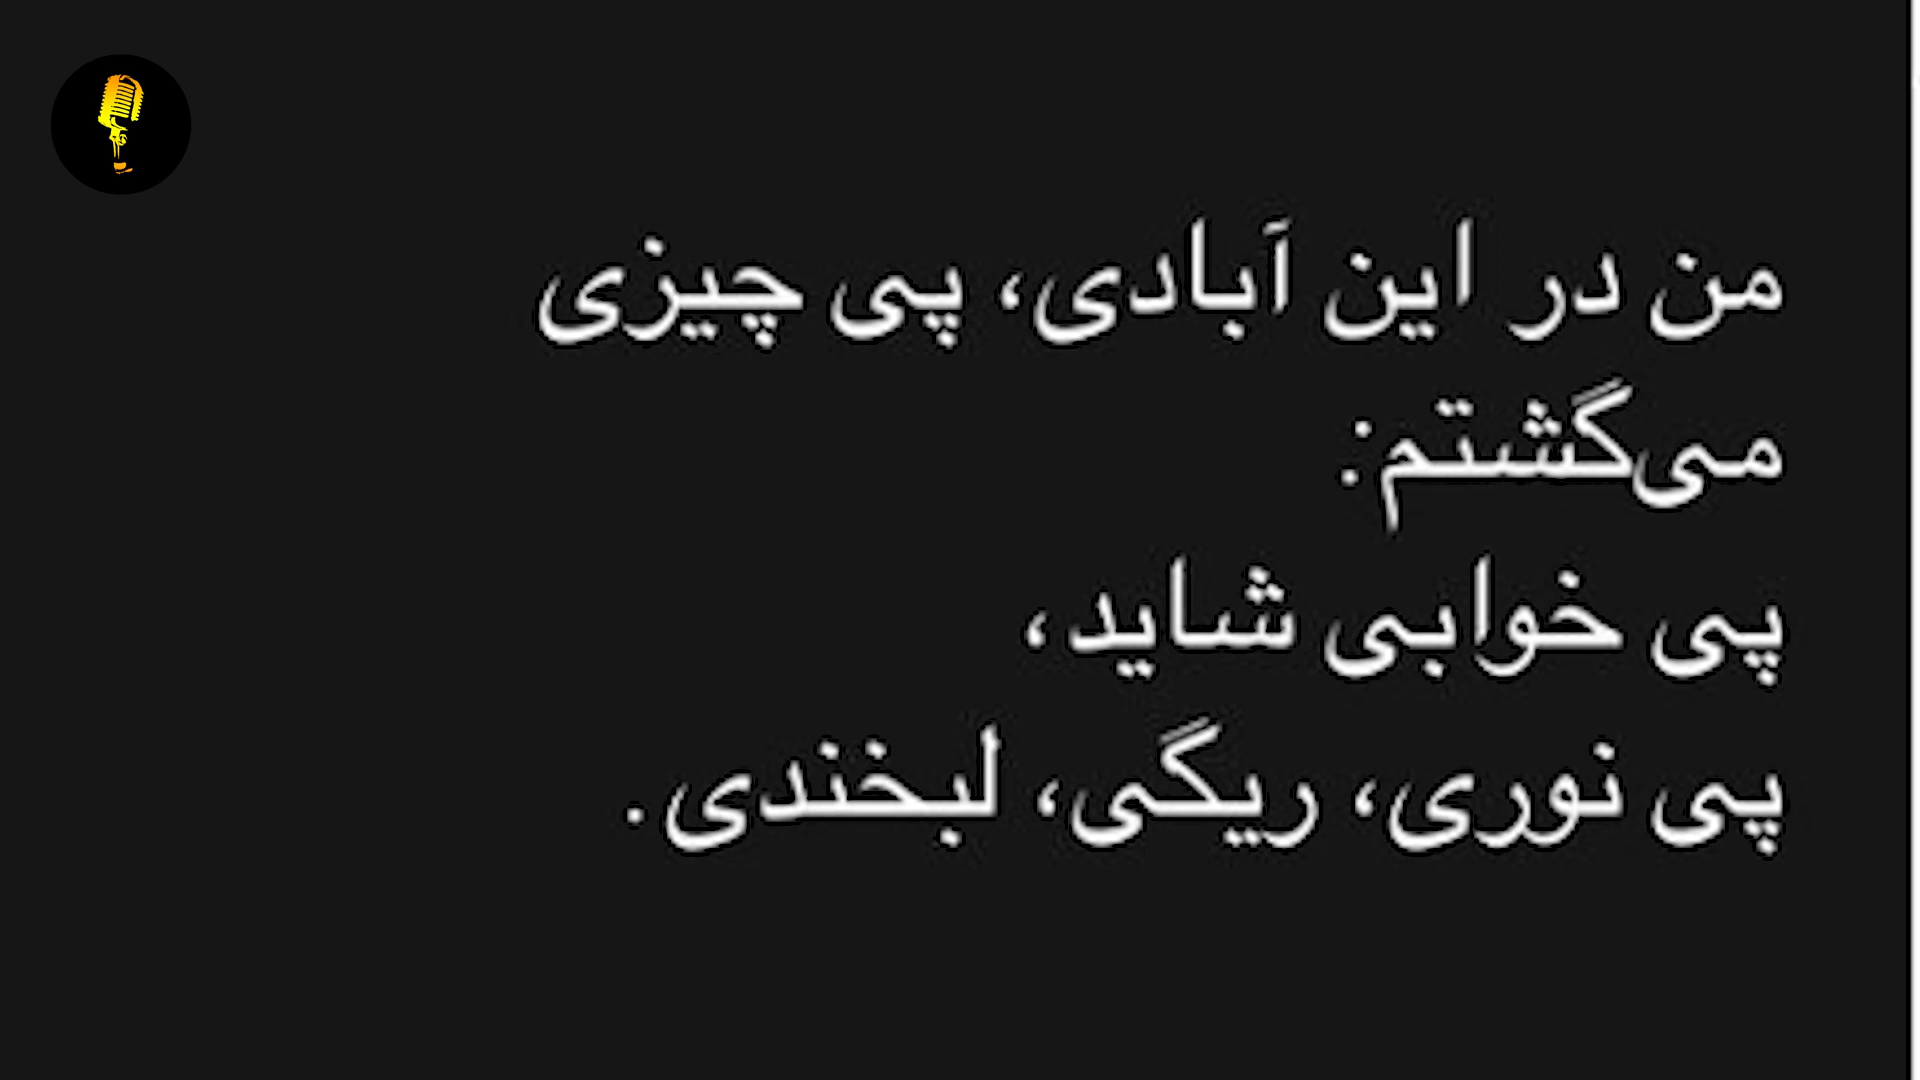 من در این آبادی، پی چیزی
می‌گشتم:
پی خوابی شاید،
پی نوری، ریگی، لبخندی.